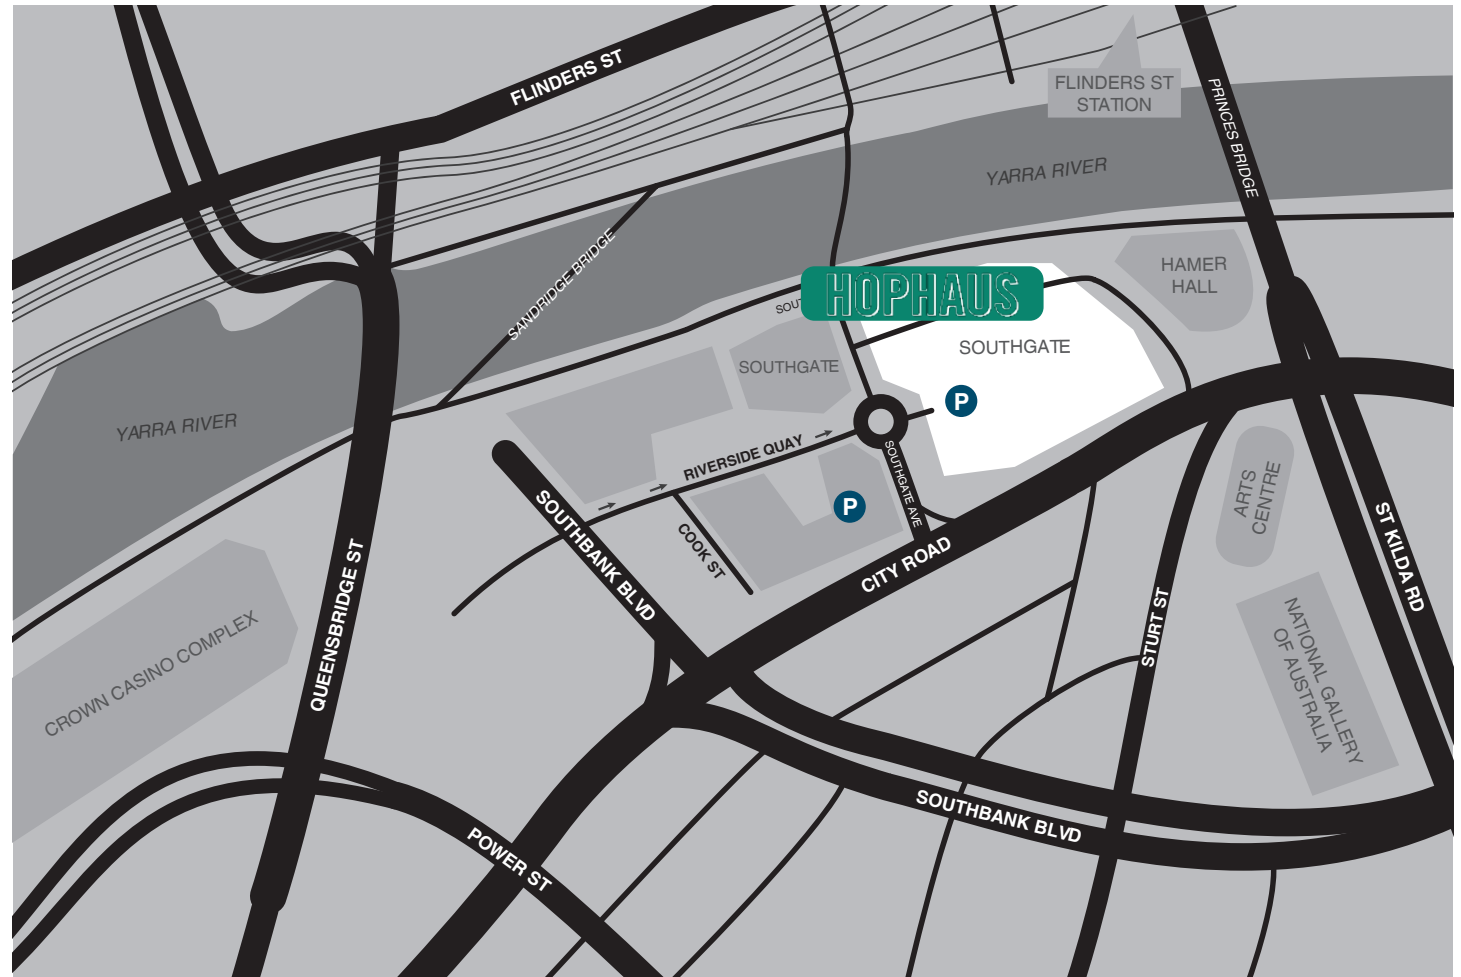 FLINDERS ST
FLINDERS ST
STATION
PRINCES BRIDGE
YARRA RIVER
SANDRIDGE BRIDGE
HAMER
HALL
HOPHAUS
SOUTHGATE
SOUTHGATE
P
YARRA RIVER
RIVERSIDE QUAY
SOUTHGATE AVE
P
ARTS
CENTRE
SOUTHBANK BLVD
COOK ST
CITY ROAD
ST KILDA RD
QUEENSBRIDGE ST
STURT ST
CROWN CASINO COMPLEX
NATIONAL GALLERY
OF AUSTRALIA
SOUTHBANK BLVD
POWER ST